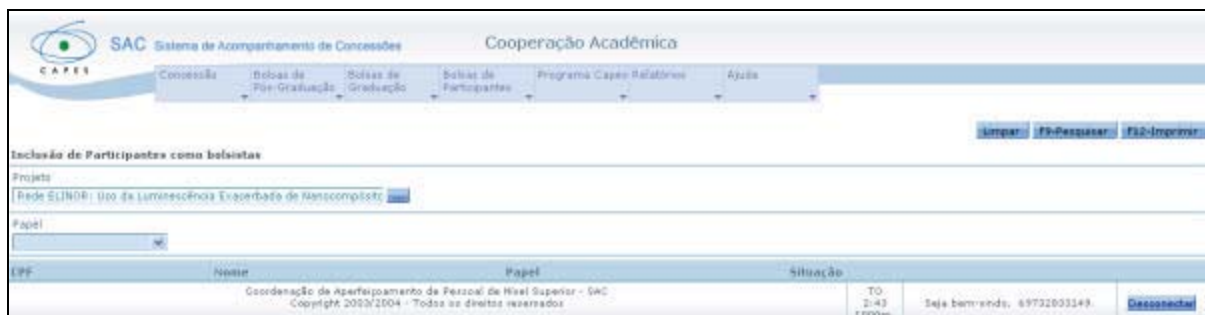 SAC Sistema de Acompanhamento de Concessões
Cooperação Acadêmica
CAPES
Concessão
Bolsas de Pós-Graduação
Bolsas de Graduação
Bolsas de Participantes
Programa Capes
Relatórios
Ajuda
Limpar
F9-Pesquisar
F12-Imprimir
Inclusão de Participantes como bolsistas
Projeto
Rede ELINOR: Uso da Luminescência Exacerbada de Nanocompósito
...
Papel
CPF Nome Papel Situação
Coordenação de Aperfeiçoamento de Pessoal de Nível Superior - SAC
Copyright 2003/2004 - Todos os direitos reservados
TO
2:43
Seja bem-vindo,
Desconectar